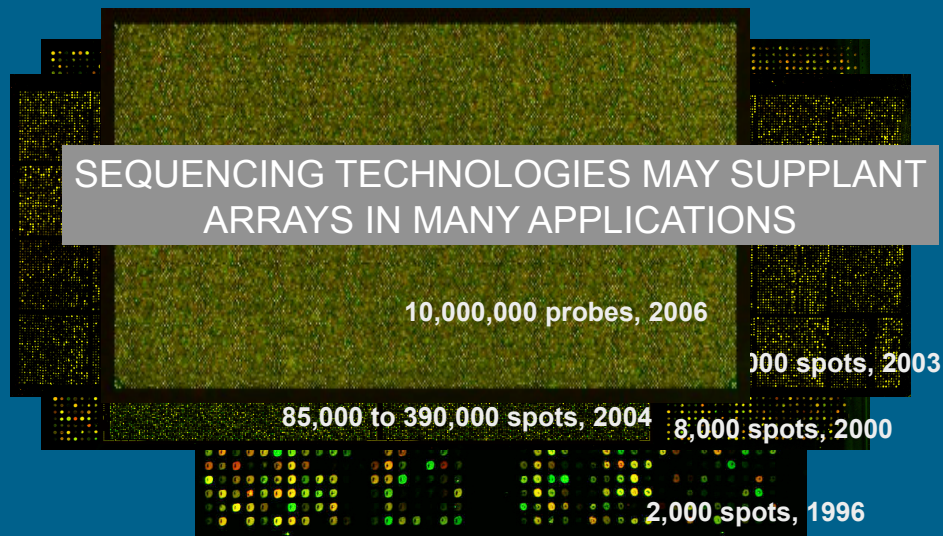 SEQUENCING TECHNOLOGIES MAY SUPPLANT
ARRAYS IN MANY APPLICATIONS
10,000,000 probes, 2006
000 spots, 2003
85,000 to 390,000 spots, 2004
8,000 spots, 2000
2,000 spots, 1996